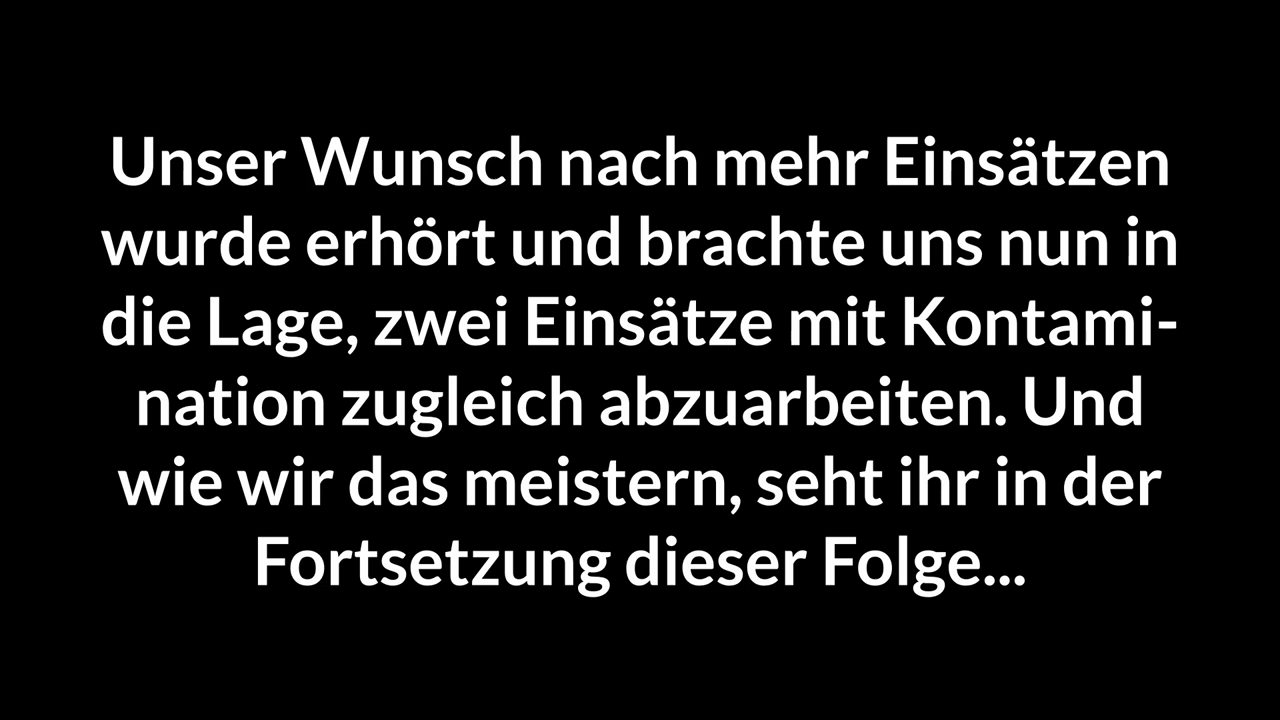 Unser Wunsch nach mehr Einsätzen
wurde erhört und brachte uns nun in
die Lage, zwei Einsätze mit Kontami-
nation zugleich abzuarbeiten. Und
wie wir das meistern, seht ihr in der
Fortsetzung dieser Folge...